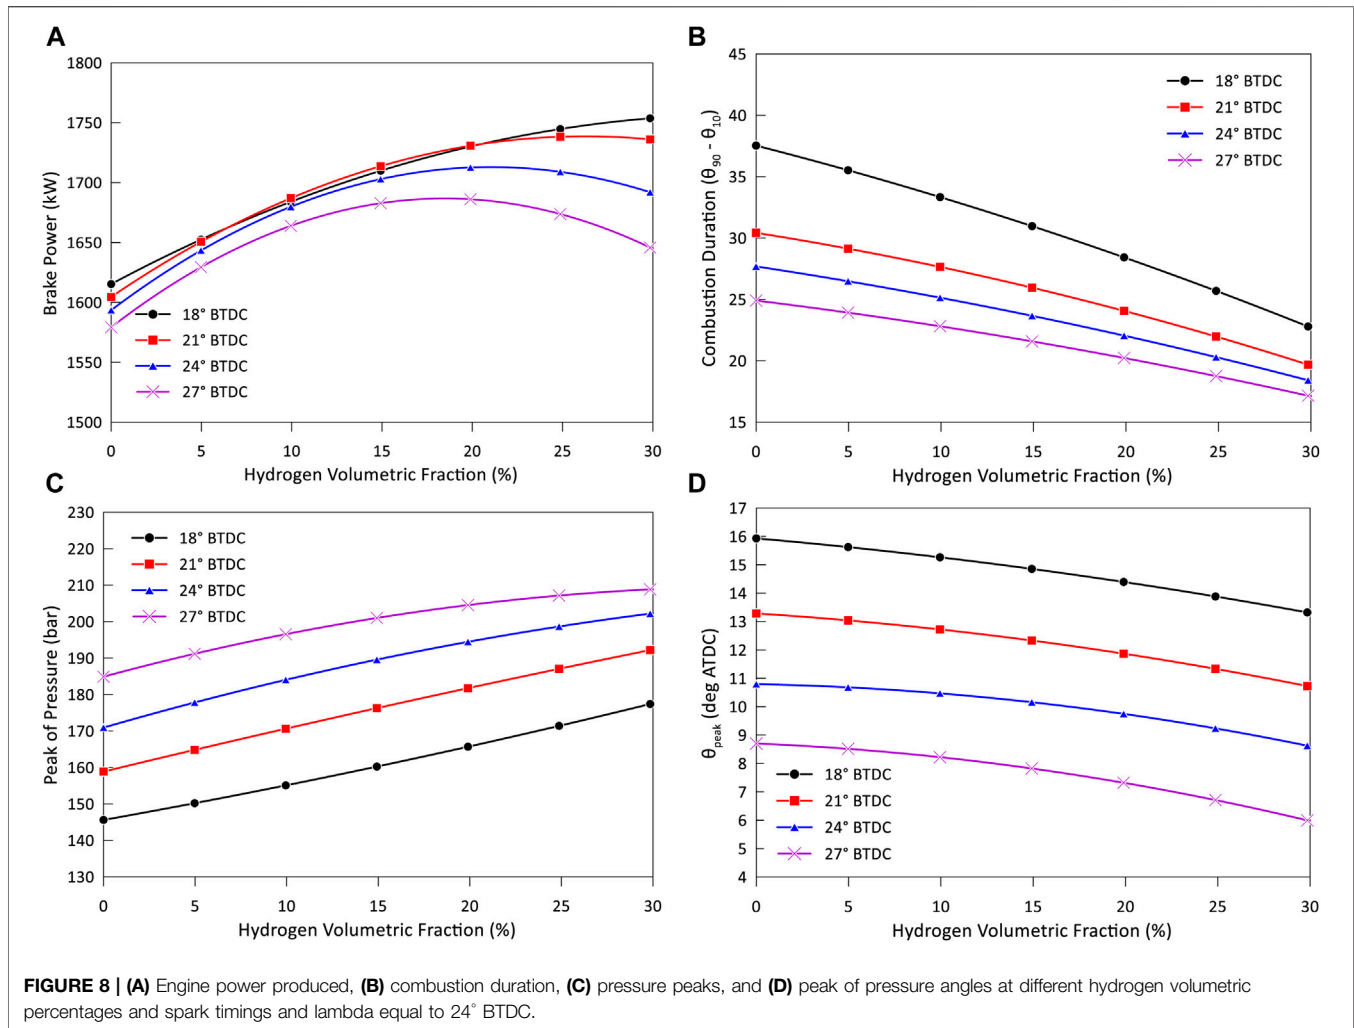 A
1800
1750
1700
1650
1600
1550
1500
Brake Power (kW)
18° BTDC
21° BTDC
24° BTDC
27° BTDC
0 5 10 15 20 25 30
Hydrogen Volumetric Fraction (%)
B
45
40
35
30
25
20
15
Combustion Duration (θ90 - θ10)
18° BTDC
21° BTDC
24° BTDC
27° BTDC
0 5 10 15 20 25 30
Hydrogen Volumetric Fraction (%)
C
230
220
210
200
190
180
170
160
150
140
130
Peak of Pressure (bar)
18° BTDC
21° BTDC
24° BTDC
27° BTDC
0 5 10 15 20 25 30
Hydrogen Volumetric Fraction (%)
D
17
16
15
14
13
12
11
10
9
8
7
6
5
4
θpeak (deg ATDC)
18° BTDC
21° BTDC
24° BTDC
27° BTDC
0 5 10 15 20 25 30
Hydrogen Volumetric Fraction (%)
FIGURE 8 | (A) Engine power produced, (B) combustion duration, (C) pressure peaks, and (D) peak of pressure angles at different hydrogen volumetric
percentages and spark timings and lambda equal to 24° BTDC.